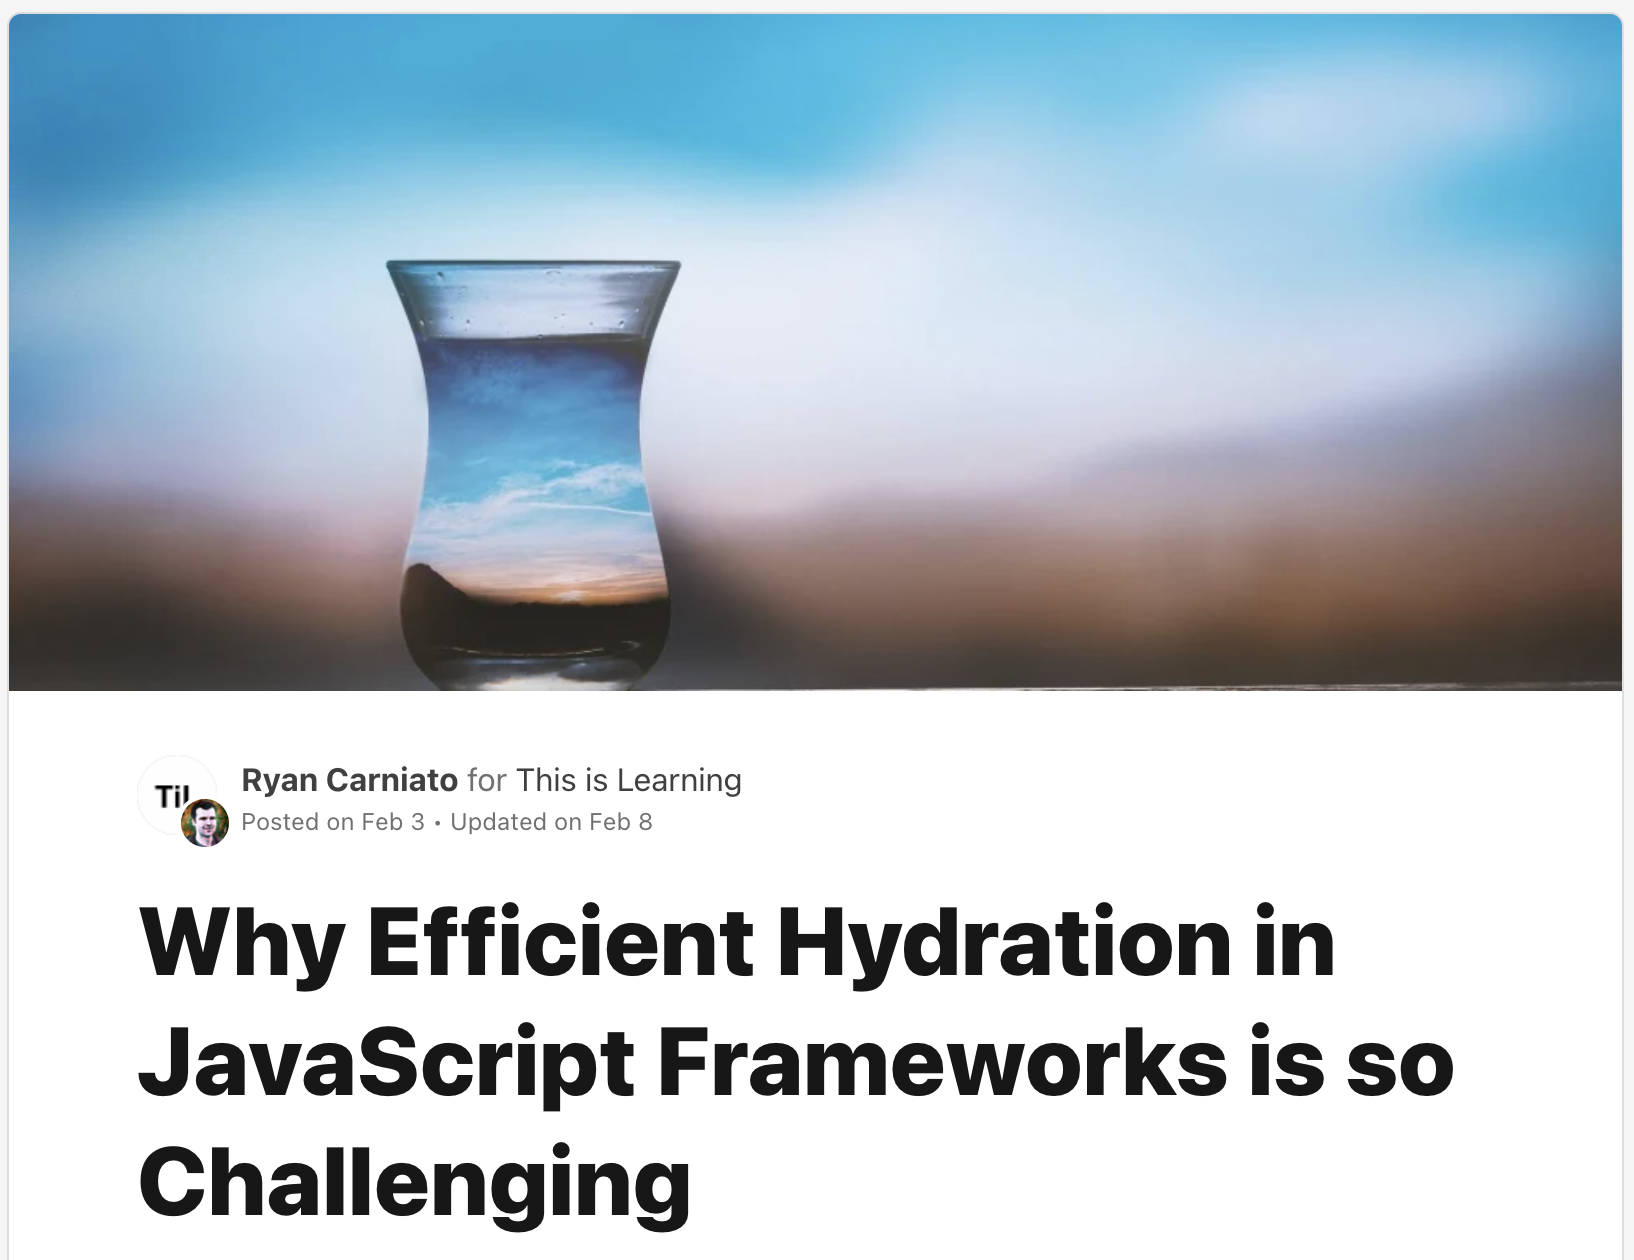 TiL
Ryan Carniato for This is Learning
Posted on Feb 3 • Updated on Feb 8
Why Efficient Hydration in
JavaScript Frameworks is so
Challenging